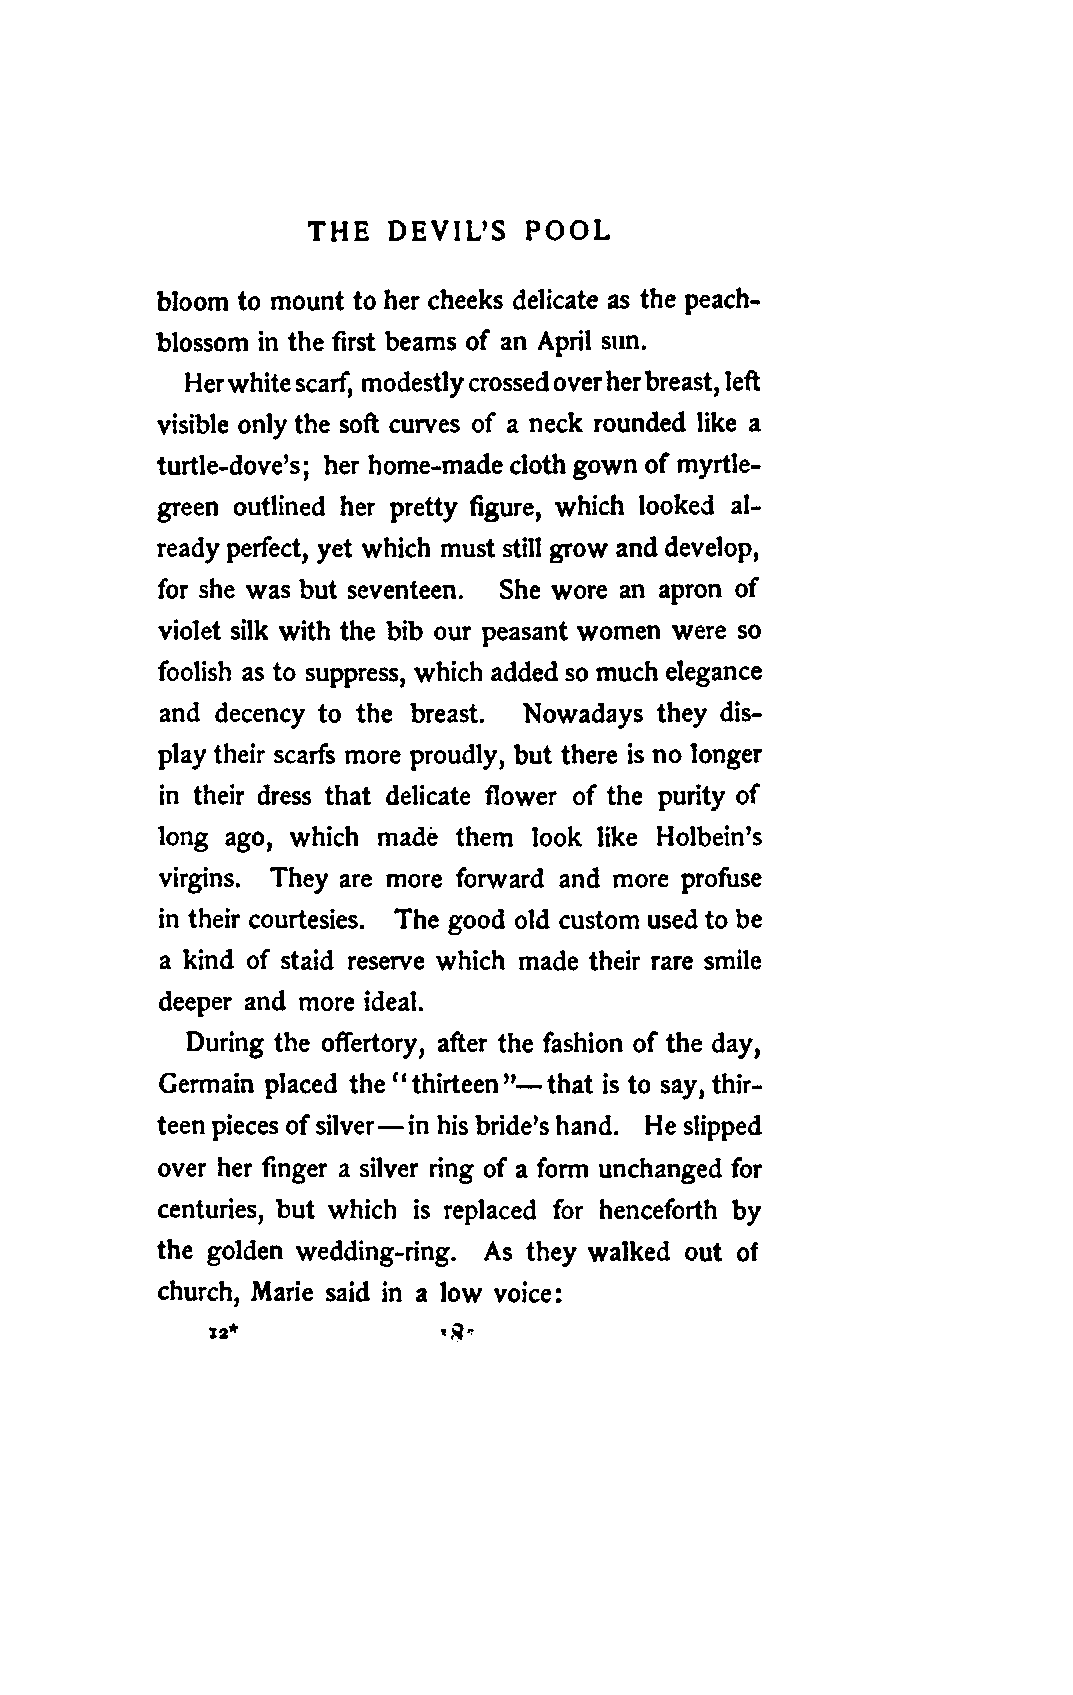 THE DEVIL'S POOL
bloom to mount to her cheeks delicate as the peach-
blossom in the first beams of an April sun.
Her white scarf, modestly crossed over her breast, left
visible only the soft curves of a neck rounded like a
turtle-dove's; her home-made cloth gown of myrtle-
green outlined her pretty figure, which looked al-
ready perfect, yet which must still grow and develop,
for she was but seventeen. She wore an apron of
violet silk with the bib our peasant women were so
foolish as to suppress, which added so much elegance
and decency to the breast. Nowadays they dis-
play their scarfs more proudly, but there is no longer
in their dress that delicate flower of the purity of
long ago, which made them look like Holbein's
virgins. They are more forward and more profuse
in their courtesies. The good old custom used to be
a kind of staid reserve which made their rare smile
deeper and more ideal.
During the offertory, after the fashion of the day,
Germain placed the "thirteen"—that is to say, thir-
teen pieces of silver—in his bride's hand. He slipped
over her finger a silver ring of a form unchanged for
centuries, but which is replaced for henceforth by
the golden wedding-ring. As they walked out of
church, Marie said in a low voice:
12*